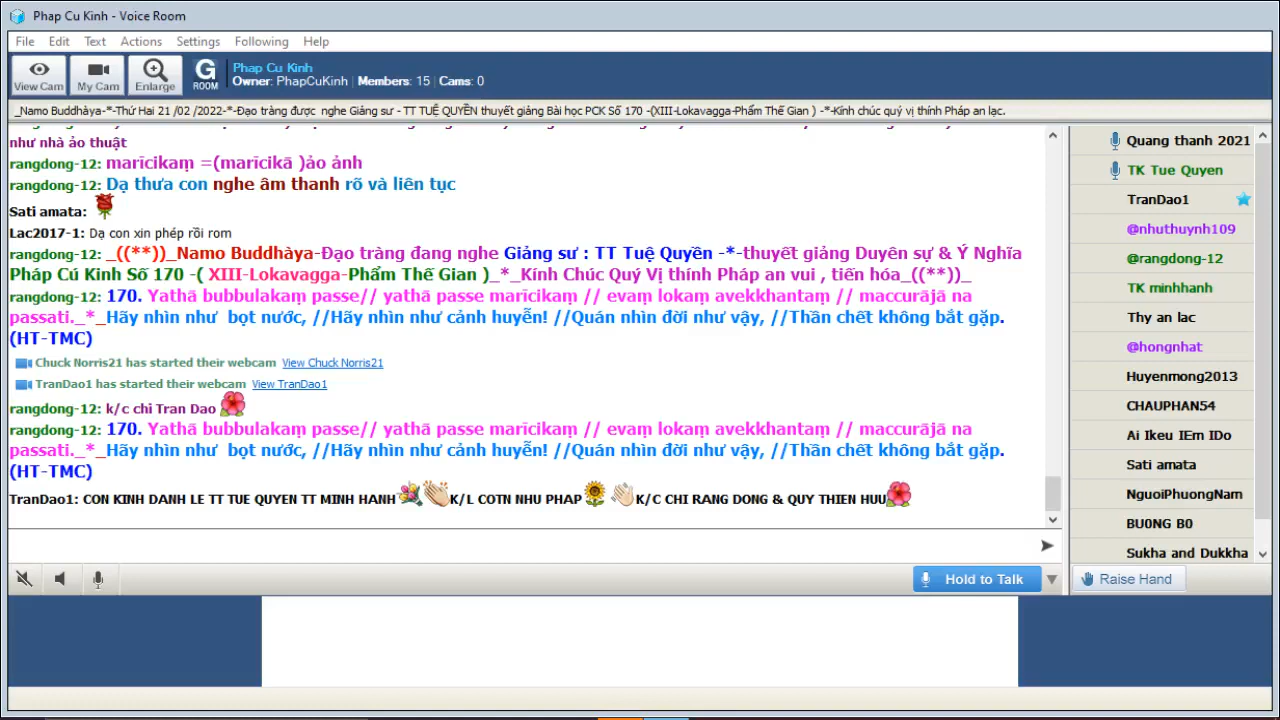 Phap Cu Kinh - Voice Room
File Edit Text Actions Settings Following Help
View Cam My Cam Enlarge G ROOM
Phap Cu Kinh
Owner: PhapCuKinh | Members: 15 | Cams: 0
_Namo Buddhàya-*-Thứ Hai 21 /02 /2022-*-Đạo tràng được nghe Giảng sư - TT TUỆ QUYỀN thuyết giảng Bài học PCK Số 170 -(XIII-Lokavagga-Phẩm Thế Gian ) -*-Kính chúc quý vị thính Pháp an lạc.
như nhà ảo thuật
rangdong-12: marīcikaṃ =(marīcikā )ảo ảnh
rangdong-12: Dạ thưa con nghe âm thanh rõ và liên tục
Sati amata:
Lac2017-1: Dạ con xin phép rồi rom
rangdong-12: _((**))_Namo Buddhàya-Đạo tràng đang nghe Giảng sư : TT Tuệ Quyền -*-thuyết giảng Duyên sự & Ý Nghĩa
Pháp Cú Kinh Số 170 -( XIII-Lokavagga-Phẩm Thế Gian )_*_Kính Chúc Quý Vị thính Pháp an vui , tiến hóa_((**))_
rangdong-12: 170. Yathā bubbulakaṃ passe// yathā passe marīcikaṃ // evaṃ lokaṃ avekkhantaṃ // maccurājā na
passati._*_Hãy nhìn như bọt nước, //Hãy nhìn như cảnh huyễn! //Quán nhìn đời như vậy, //Thần chết không bắt gặp.
(HT-TMC)
Chuck Norris21 has started their webcam View Chuck Norris21
TranDao1 has started their webcam View TranDao1
rangdong-12: k/c chi Tran Dao
rangdong-12: 170. Yathā bubbulakaṃ passe// yathā passe marīcikaṃ // evaṃ lokaṃ avekkhantaṃ // maccurājā na
passati._*_Hãy nhìn như bọt nước, //Hãy nhìn như cảnh huyễn! //Quán nhìn đời như vậy, //Thần chết không bắt gặp.
(HT-TMC)
TranDao1: CON KINH DANH LE TT TUE QUYEN TT MINH HANH K/L COTN NHU PHAP K/C CHI RANG DONG & QUY THIEN HUU
Hold to Talk
Quang thanh 2021
TK Tue Quyen
TranDao1
@nhuthuynh109
@rangdong-12
TK minhhanh
Thy an lac
@hongnhat
Huyenmong2013
CHAUPHAN54
Ai Ikeu IEm IDo
Sati amata
NguoiPhuongNam
BU0NG B0
Sukha and Dukkha
Raise Hand